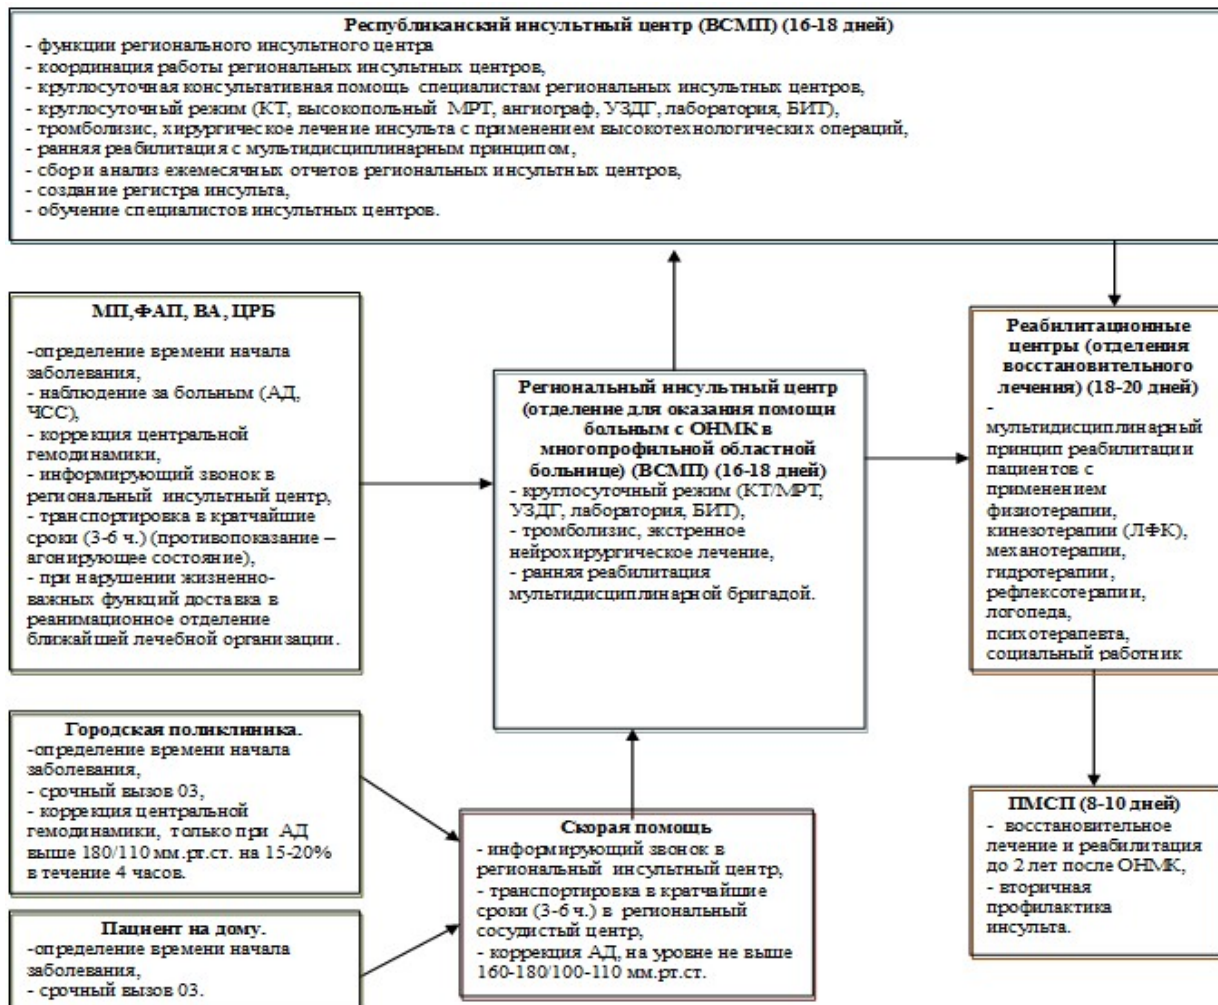 Республиканский инсультный центр (ВСМП) (16-18 дней)
- функции регионального инсультного центра
- координация работы региональных инсультных центров,
- круглосуточная консультативная помощь специалистам региональных инсультных центров,
- круглосуточный режим (КТ, высокопольный МРТ, ангиограф, УЗДГ, лаборатория, БИТ),
- тромболизис, хирургическое лечение инсульта с применением высокотехнологических операций,
- ранняя реабилитация с мультидисциплинарным принципом,
- сбор и анализ ежемесячных отчетов региональных инсультных центров,
- создание регистра инсульта,
- обучение специалистов инсультных центров.
МП,ФАП, ВА, ЦРБ
-определение времени начала
заболевания,
- наблюдение за больным (АД,
ЧСС),
- коррекция центральной
гемодинамики,
- информирующий звонок в
региональный инсультный центр,
- транспортировка в кратчайшие
сроки (3-6 ч.) (противопоказание –
агонирующее состояние),
- при нарушении жизненно-
важных функций доставка в
реанимационное отделение
ближайшей лечебной организации.
Региональный инсультный центр
(отделение для оказания помощи
больным с ОНМК в
многопрофильной областной
больнице) (ВСМП) (16-18 дней)
- круглосуточный режим (КТ/МРТ,
УЗДГ, лаборатория, БИТ),
- тромболизис, экстренное
нейрохирургическое лечение,
- ранняя реабилитация
мультидисциплинарной бригадой.
Реабилитационные
центры (отделения
восстановительного
лечения) (18-20 дней)
-
мультидисциплинарный
принцип реабилитации
пациентов с
применением
физиотерапии,
кинезотерапии (ЛФК),
механотерапии,
гидротерапии,
рефлексотерапии,
логопеда,
психотерапевта,
социальный работник
Городская поликлиника.
-определение времени начала
заболевания,
- срочный вызов 03,
- коррекция центральной
гемодинамики, только при АД
выше 180/110 мм.рт.ст. на 15-20%
в течение 4 часов.
Пациент на дому.
-определение времени начала
заболевания,
- срочный вызов 03.
Скорая помощь
- информирующий звонок в
региональный инсультный центр,
- транспортировка в кратчайшие
сроки (3-6 ч.) в региональный
сосудистый центр,
- коррекция АД, на уровне не выше
160-180/100-110 мм.рт.ст.
ПМСП (8-10 дней)
- восстановительное
лечение и реабилитация
до 2 лет после ОНМК,
- вторичная
профилактика
инсульта.